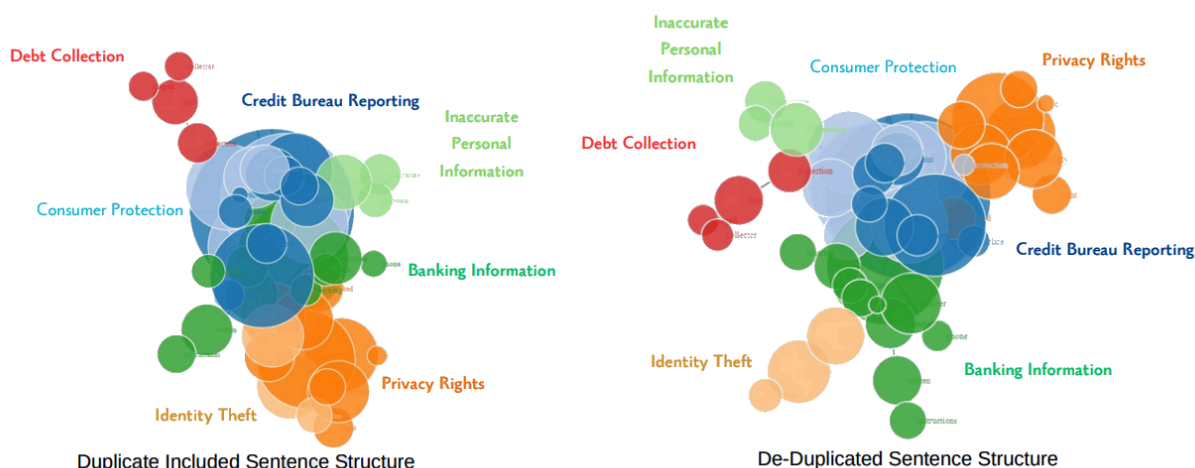 Debt Collection
Credit Bureau Reporting
Inaccurate
Personal
Information
Consumer Protection
Banking Information
Privacy Rights
Identity Theft
Duplicate Included Sentence Structure
Inaccurate
Personal
Information
Consumer Protection
Privacy Rights
Debt Collection
collector
Credit Bureau Reporting
Identity Theft
Banking Information
instructions
De-Duplicated Sentence Structure